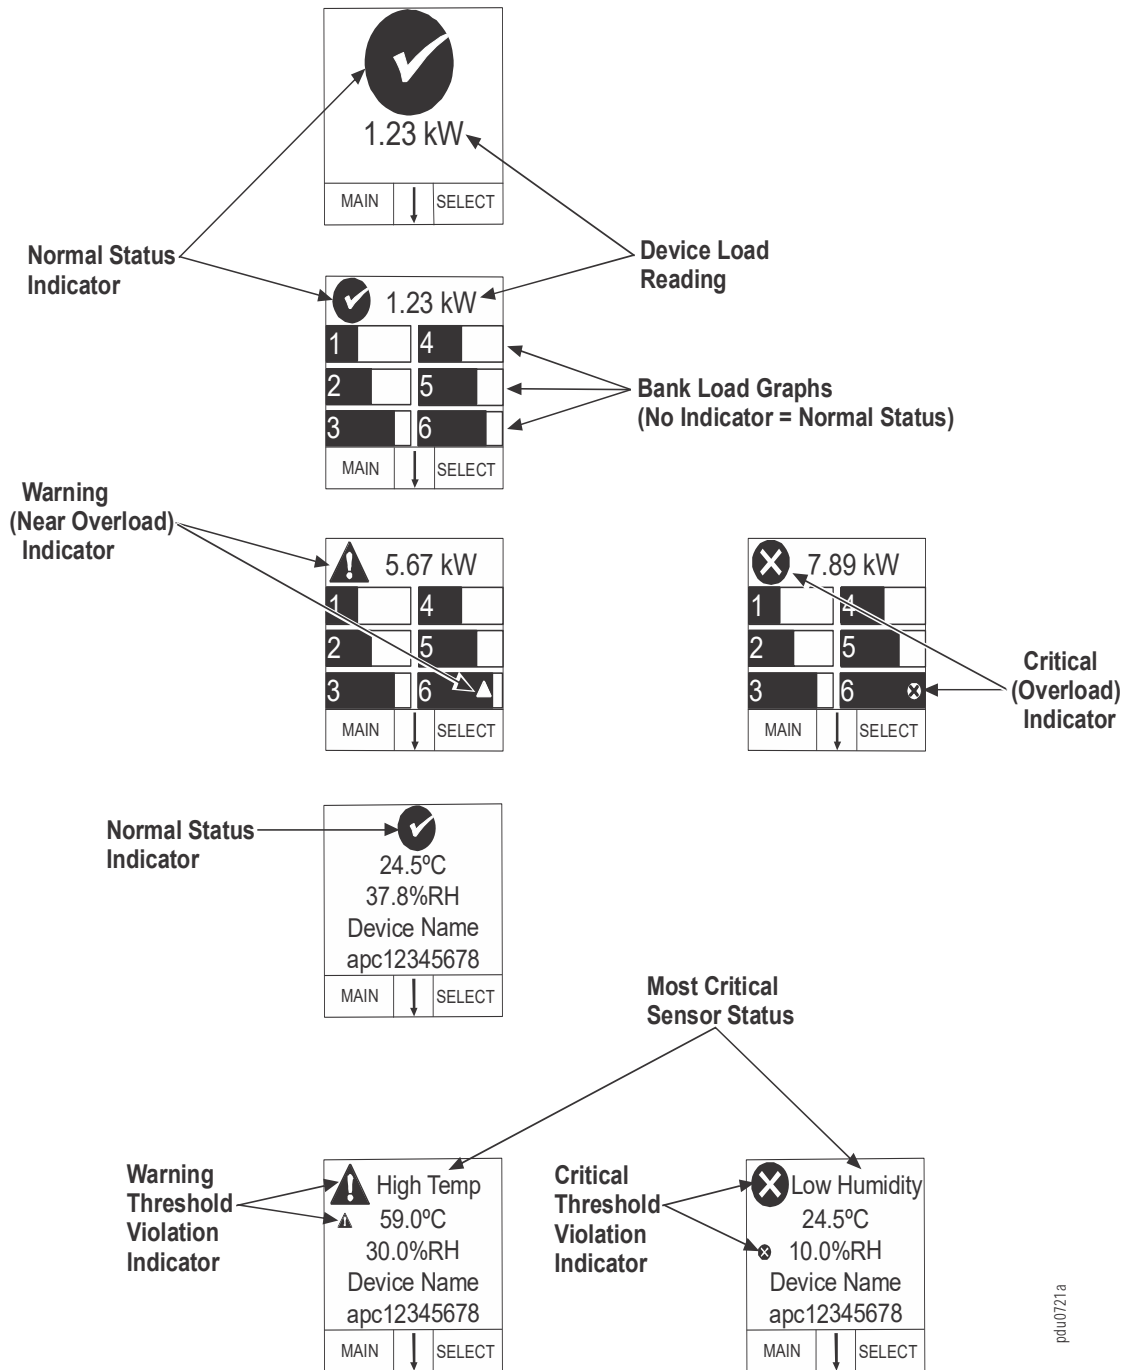 1.23 kW
MAIN
SELECT
Normal Status
Indicator
Device Load
Reading
1.23 kW
1
4
2
5
3
6
MAIN
SELECT
Bank Load Graphs
(No Indicator = Normal Status)
Warning
(Near Overload)
Indicator
5.67 kW
1
4
2
5
3
6
MAIN
SELECT
7.89 kW
1
4
2
5
3
6
MAIN
SELECT
Critical
(Overload)
Indicator
Normal Status
Indicator
24.5ºC
37.8%RH
Device Name
apc12345678
MAIN
SELECT
Most Critical
Sensor Status
Warning
Threshold
Violation
Indicator
High Temp
59.0ºC
30.0%RH
Device Name
apc12345678
MAIN
SELECT
Critical
Threshold
Violation
Indicator
Low Humidity
24.5ºC
10.0%RH
Device Name
apc12345678
MAIN
SELECT
pdu0721a